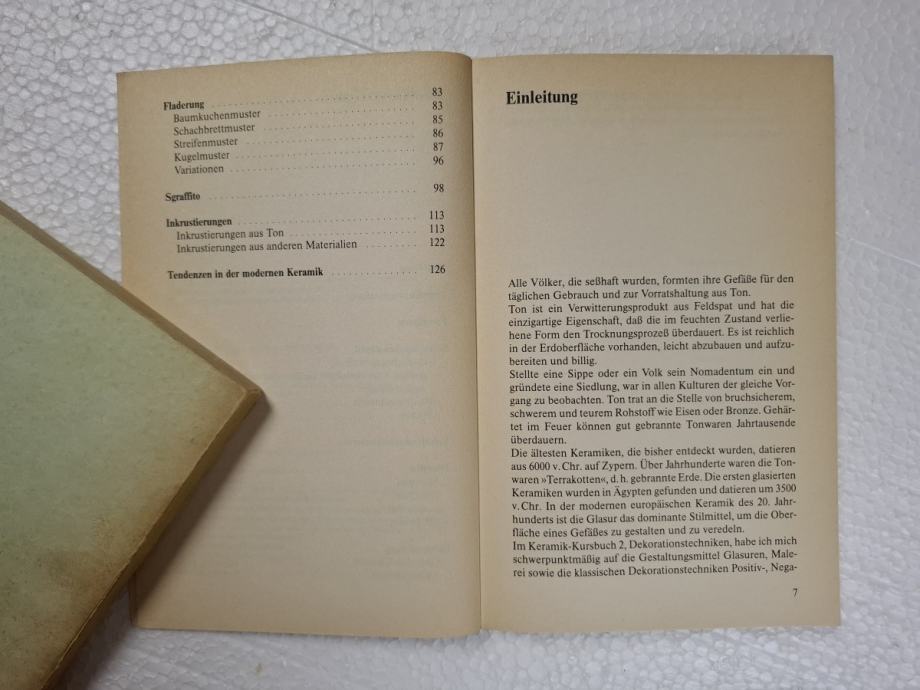 Fladerung . . . . . . . . . . . . . . . . . . . . . . . . . . . . 83
Baumkuchenmuster . . . . . . . . . . . . . . . . . . . . . 83
Schachbrettmuster . . . . . . . . . . . . . . . . . . . . . . 85
Streifenmuster . . . . . . . . . . . . . . . . . . . . . . . . . 86
Kugelmuster . . . . . . . . . . . . . . . . . . . . . . . . . . 87
Variationen . . . . . . . . . . . . . . . . . . . . . . . . . . . 96
Sgraffito . . . . . . . . . . . . . . . . . . . . . . . . . . . . . 98
Inkrustierungen . . . . . . . . . . . . . . . . . . . . . . . . 113
Inkrustierungen aus Ton . . . . . . . . . . . . . . . . . . 113
Inkrustierungen aus anderen Materialien . . . . . . . . 122
Tendenzen in der modernen Keramik . . . . . . . . . . . 126
Einleitung
Alle Völker, die seßhaft wurden, formten ihre Gefäße für den
täglichen Gebrauch und zur Vorratshaltung aus Ton.
Ton ist ein Verwitterungsprodukt aus Feldspat und hat die
einzigartige Eigenschaft, daß die im feuchten Zustand verlie-
hene Form den Trocknungsprozeß überdauert. Es ist reichlich
in der Erdoberfläche vorhanden, leicht abzubauen und aufzu-
bereiten und billig.
Stellte eine Sippe oder ein Volk sein Nomadentum ein und
gründete eine Siedlung, war in allen Kulturen der gleiche Vor-
gang zu beobachten. Ton trat an die Stelle von bruchsicherem,
schwerem und teurem Rohstoff wie Eisen oder Bronze. Gehär-
tet im Feuer können gut gebrannte Tonwaren Jahrtausende
überdauern.
Die ältesten Keramiken, die bisher entdeckt wurden, datieren
aus 6000 v. Chr. auf Zypern. Über Jahrhunderte waren die Ton-
waren »Terrakotten«, d. h. gebrannte Erde. Die ersten glasierten
Keramiken wurden in Ägypten gefunden und datieren um 3500
v. Chr. In der modernen europäischen Keramik des 20. Jahr-
hunderts ist die Glasur das dominante Stilmittel, um die Ober-
fläche eines Gefäßes zu gestalten und zu veredeln.
Im Keramik-Kursbuch 2, Dekorationstechniken, habe ich mich
schwerpunktmäßig auf die Gestaltungsmittel Glasuren, Male-
rei sowie die klassischen Dekorationstechniken Positiv-, Nega-
7